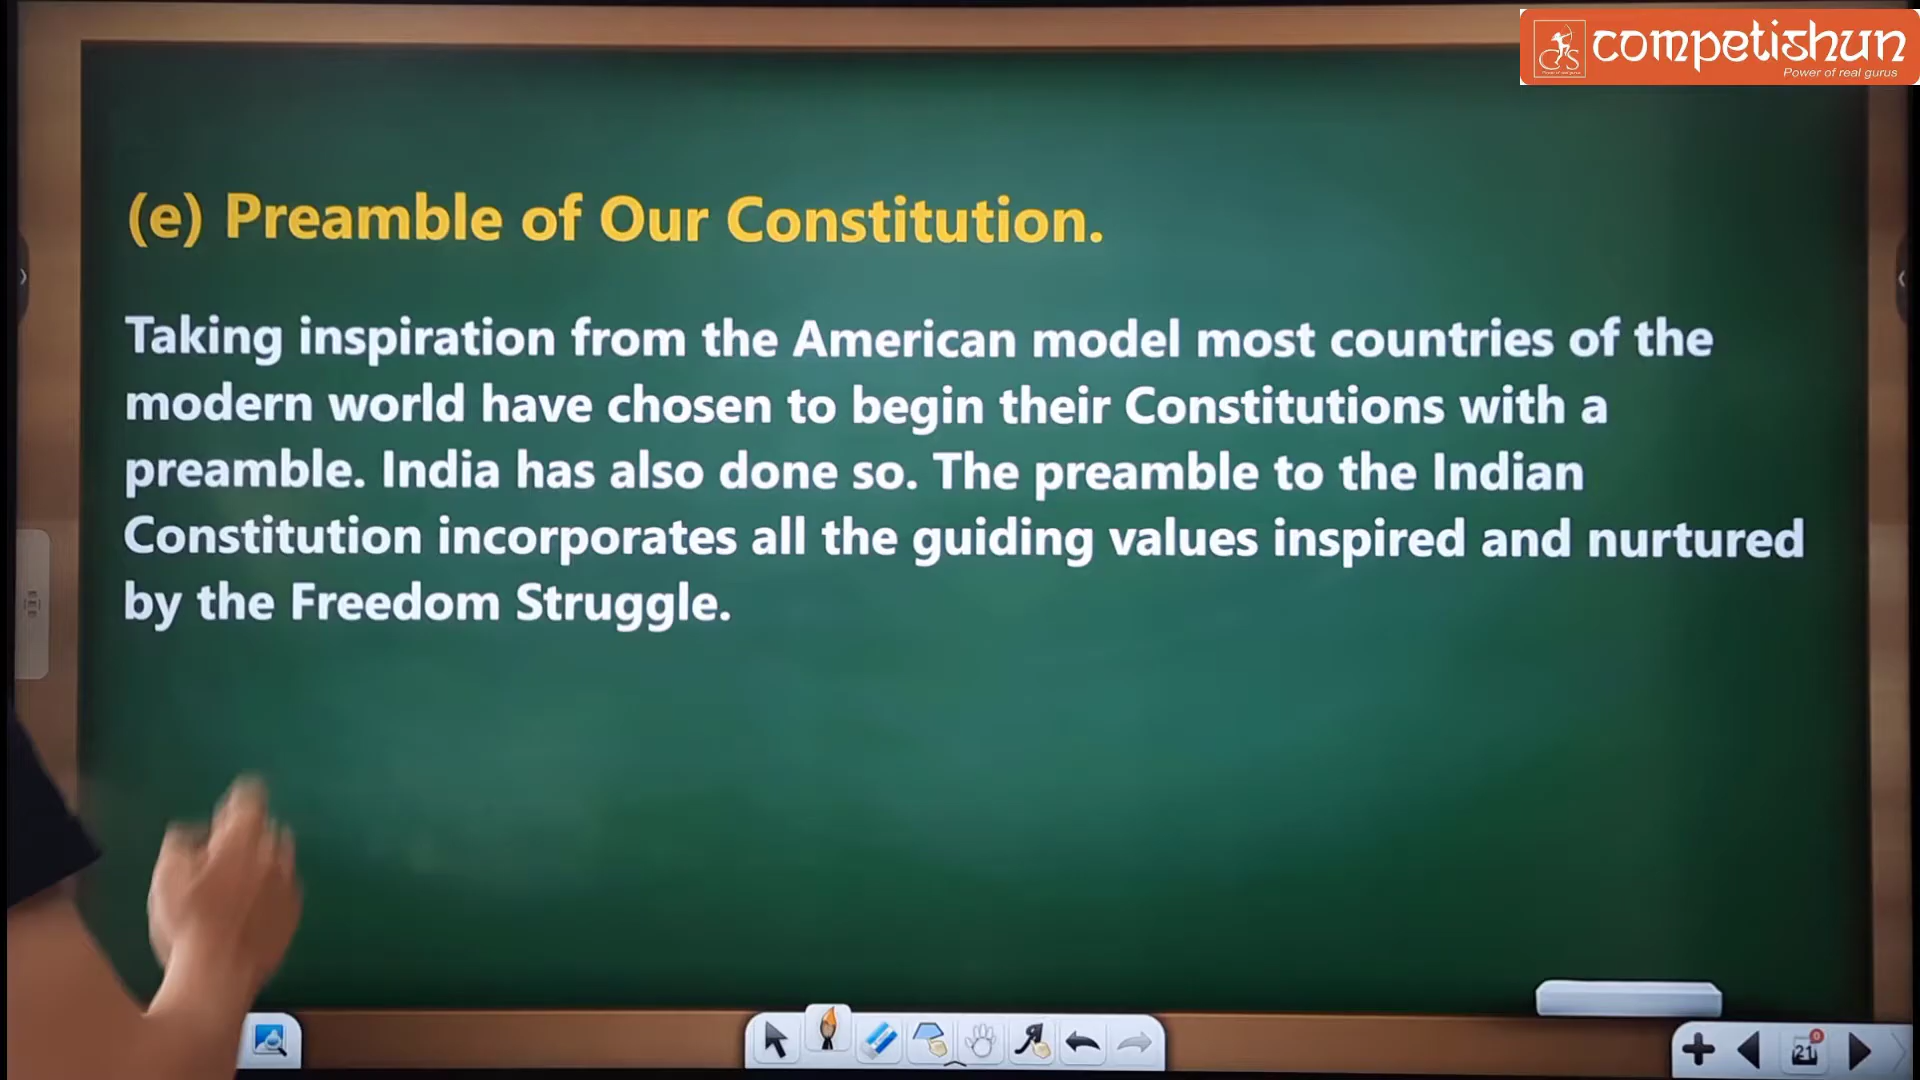 competishun
Power of real gurus
(e) Preamble of Our Constitution.
Taking inspiration from the American model most countries of the
modern world have chosen to begin their Constitutions with a
preamble. India has also done so. The preamble to the Indian
Constitution incorporates all the guiding values inspired and nurtured
by the Freedom Struggle.
21
0